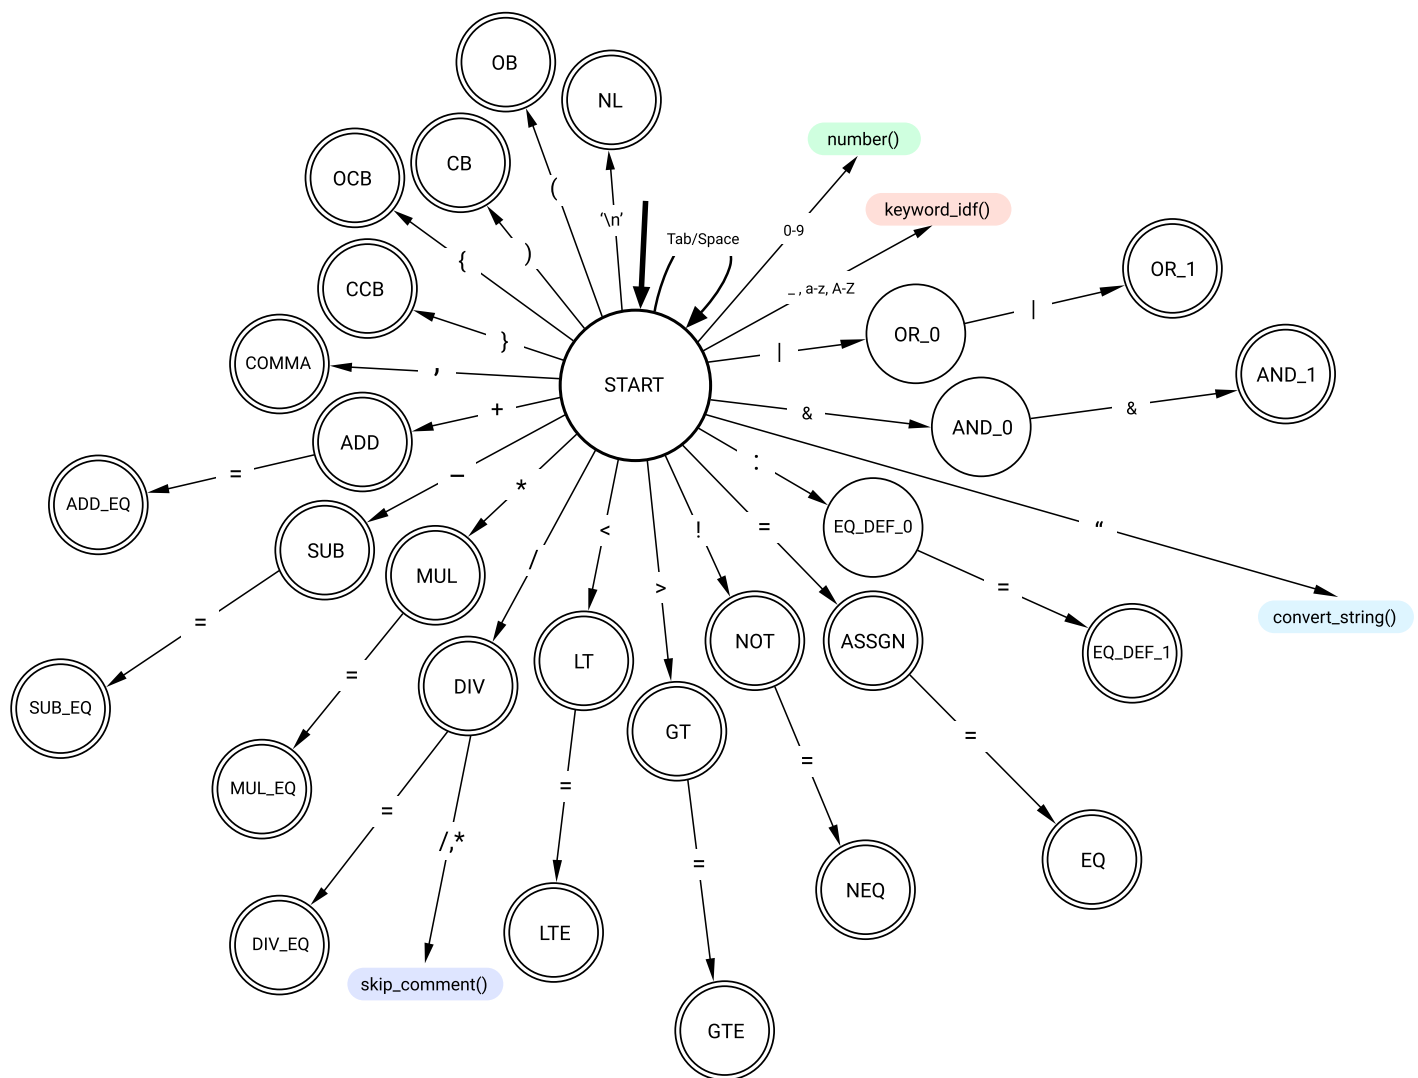 OB
NL
number()
CB
OCB
(
keyword_idf()
‘\n’
0-9
Tab/Space
)
{
OR_1
CCB
_ , a-z, A-Z
|
OR_0
}
|
COMMA
,
START
AND_1
+
&
&
AND_0
ADD
:
–
=
*
“
ADD_EQ
<
!
=
EQ_DEF_0
SUB
/
MUL
>
=
convert_string()
=
NOT
ASSGN
EQ_DEF_1
LT
=
DIV
SUB_EQ
GT
=
=
MUL_EQ
=
=
/,*
=
EQ
NEQ
LTE
DIV_EQ
skip_comment()
GTE